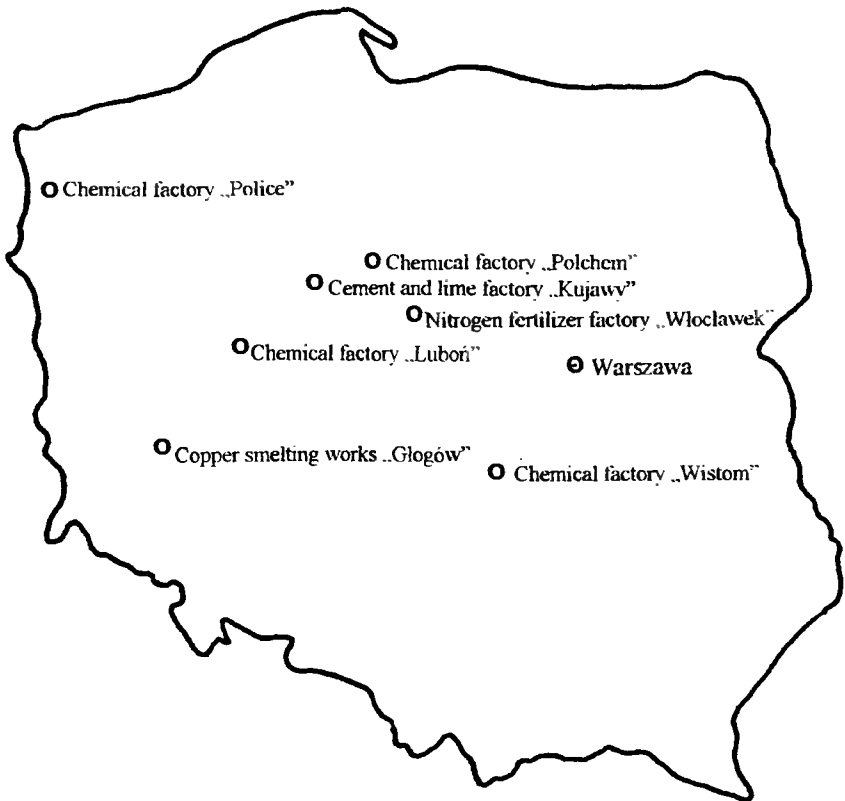 Chemical factory „Police”
Chemical factory „Polchem”
Cement and lime factory „Kujawy”
Nitrogen fertilizer factory „Włocławek”
Chemical factory „Luboń”
Warszawa
Copper smelting works „Głogów”
Chemical factory „Wistom”